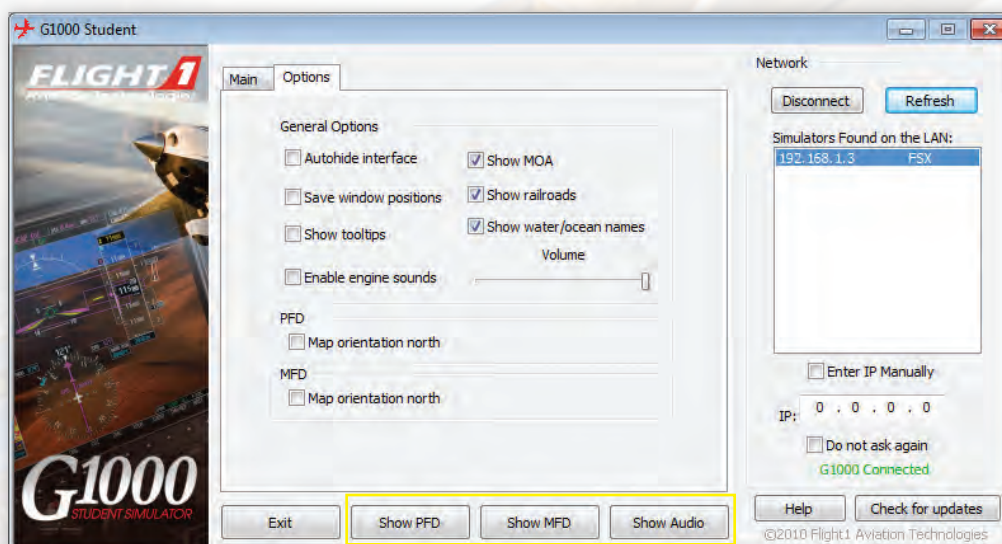 G1000 Student
FLIGHT 1
Main
Options
General Options
Autohide interface
Show MOA
Save window positions
Show railroads
Show tooltips
Show water/ocean names
Volume
Enable engine sounds
PFD
Map orientation north
MFD
Map orientation north
G1000
STUDENT SIMULATOR
Exit
Show PFD
Show MFD
Show Audio
Network
Disconnect
Refresh
Simulators Found on the LAN:
192.168.1.3 FSX
Enter IP Manually
IP: 0 . 0 . 0 . 0
Do not ask again
G1000 Connected
Help
Check for updates
©2010 Flight1 Aviation Technologies